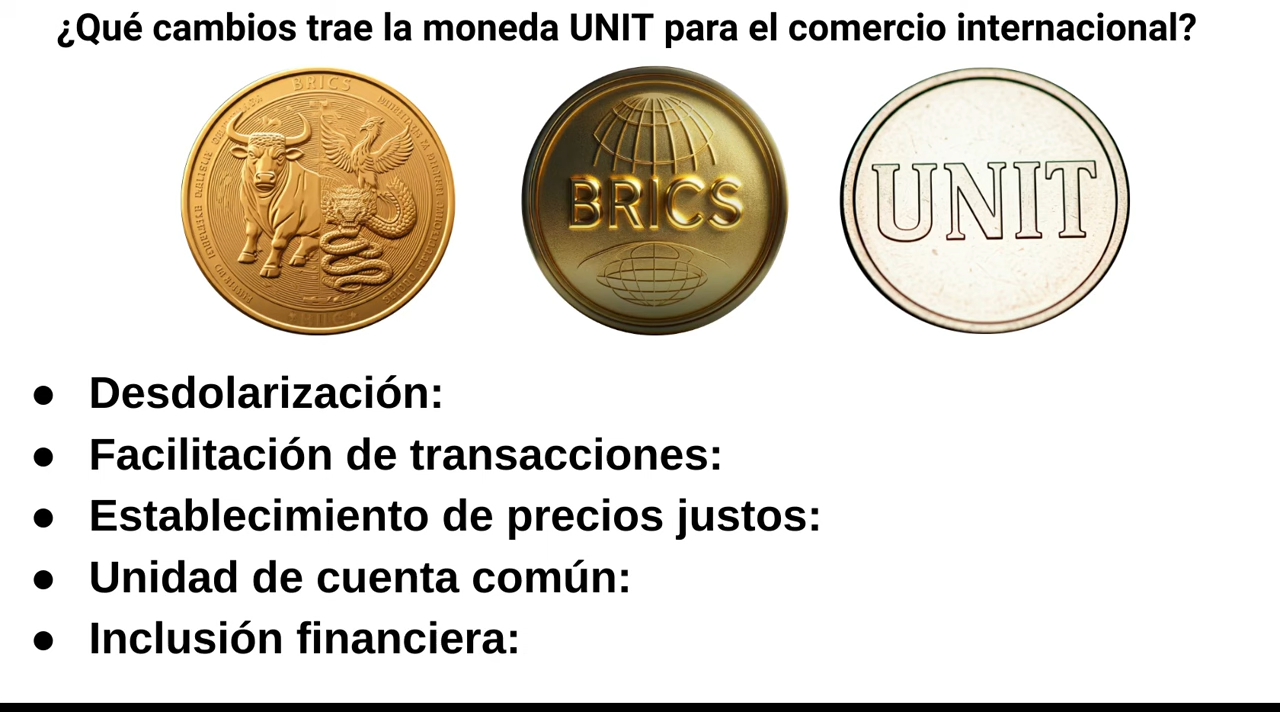 ¿Qué cambios trae la moneda UNIT para el comercio internacional?
BRICS
BRICS
UNIT
● Desdolarización:
● Facilitación de transacciones:
● Establecimiento de precios justos:
● Unidad de cuenta común:
● Inclusión financiera: